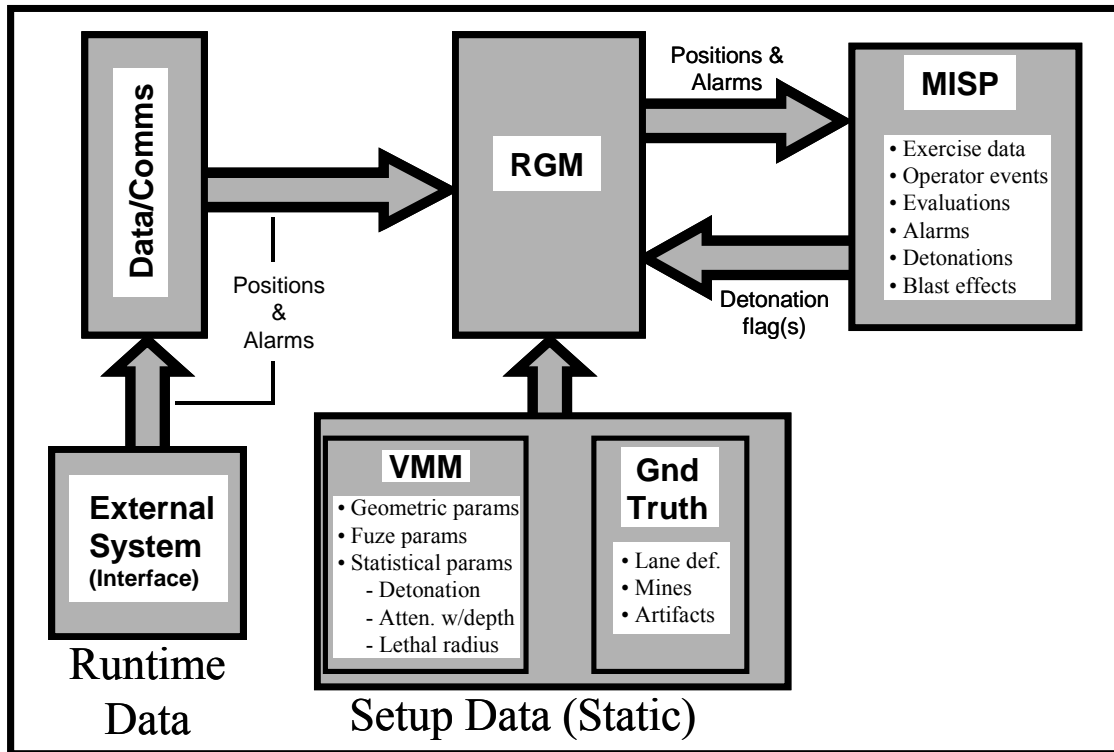 Data/Comms
Positions
&
Alarms
External
System
(Interface)
Runtime
Data
RGM
Positions &
Alarms
Detonation
flag(s)
MISP
• Exercise data
• Operator events
• Evaluations
• Alarms
• Detonations
• Blast effects
VMM
• Geometric params
• Fuze params
• Statistical params
- Detonation
- Atten. w/depth
- Lethal radius
Gnd
Truth
• Lane def.
• Mines
• Artifacts
Setup Data (Static)